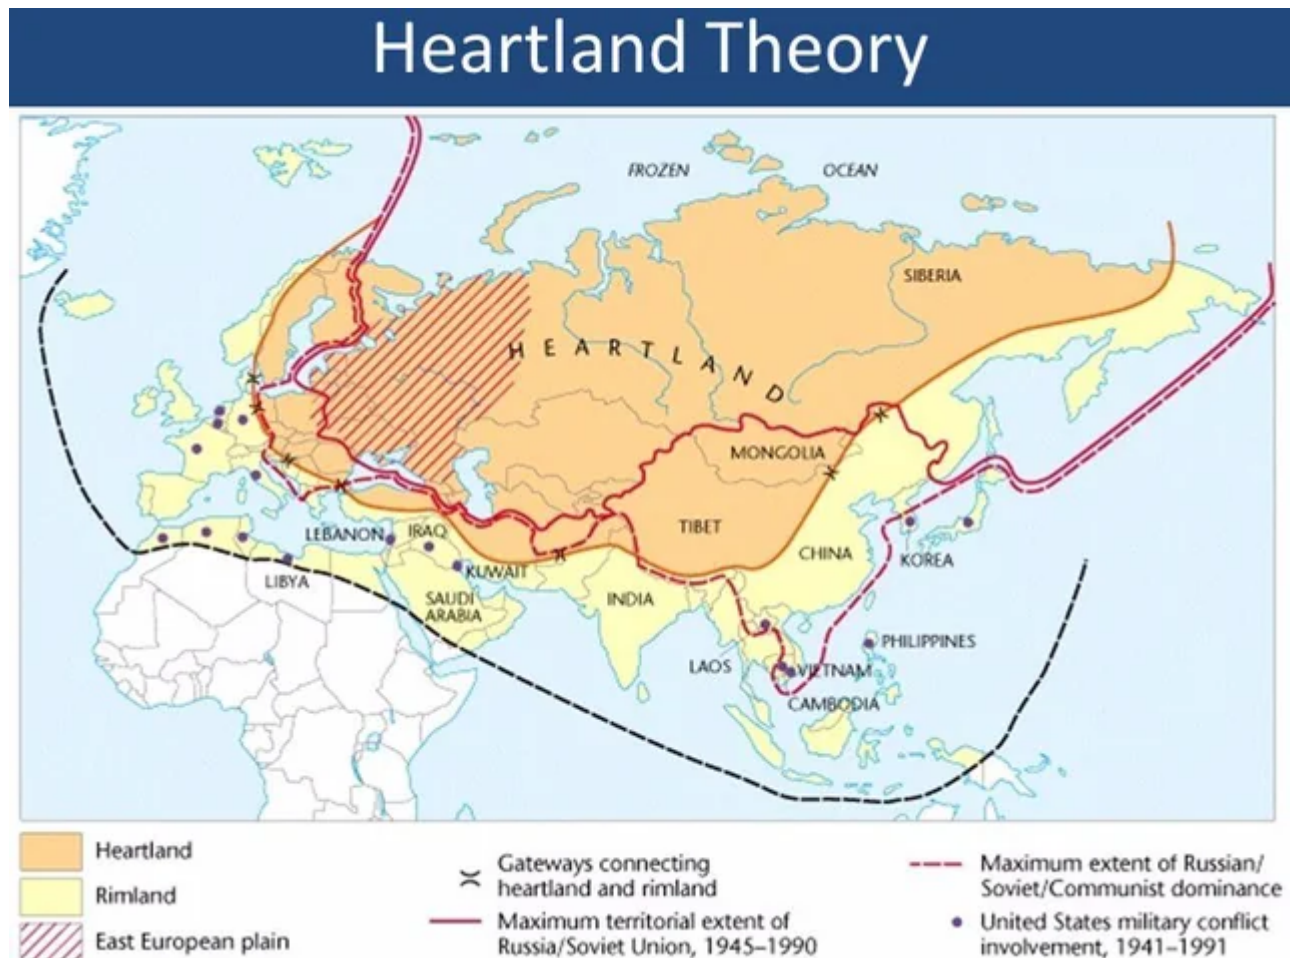 Heartland Theory
FROZEN OCEAN
SIBERIA
HEARTLAND
MONGOLIA
TIBET
CHINA
KOREA
LEBANON
IRAQ
KUWAIT
LIBYA
SAUDI
ARABIA
INDIA
LAOS
VIETNAM
CAMBODIA
PHILIPPINES
Heartland
Rimland
East European plain
Gateways connecting
heartland and rimland
Maximum territorial extent of
Russia/Soviet Union, 1945–1990
Maximum extent of Russian/
Soviet/Communist dominance
United States military conflict
involvement, 1941–1991